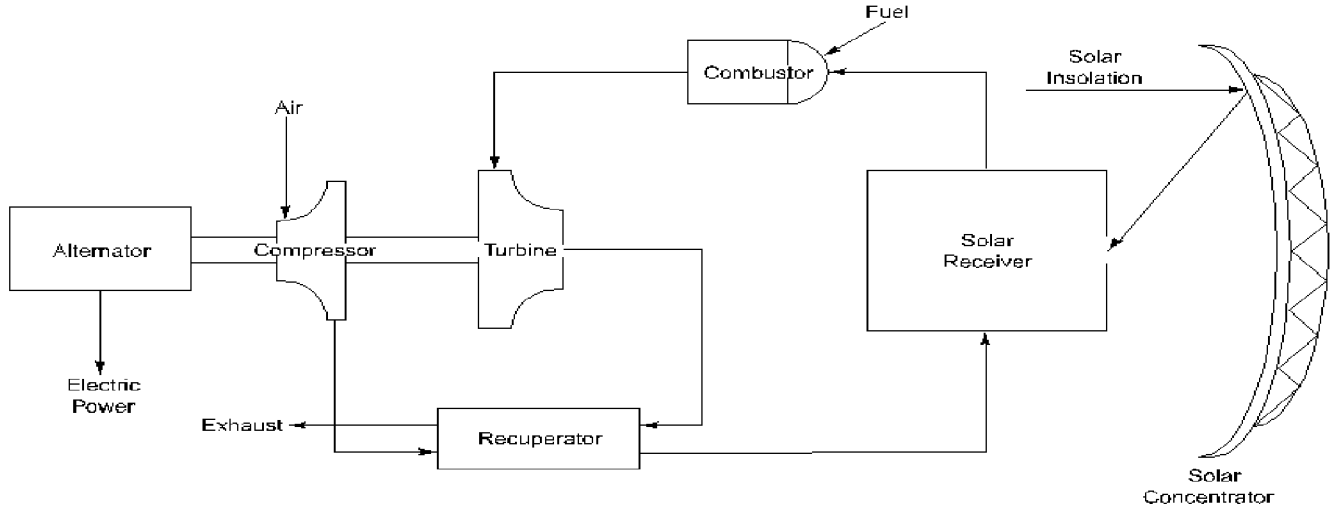 Fuel
Combustor
Solar
Insolation
Air
Alternator
Compressor
Turbine
Solar
Receiver
Electric
Power
Exhaust
Recuperator
Solar
Concentrator